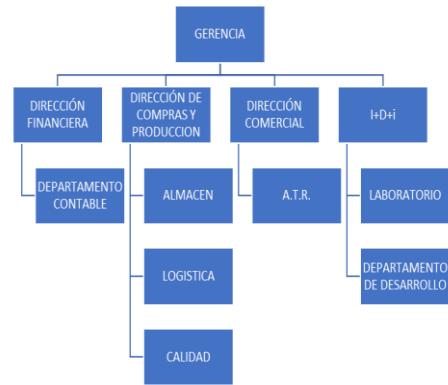 GERENCIA
DIRECCIÓN
FINANCIERA
DIRECCIÓN DE
COMPRAS Y
PRODUCCION
DIRECCIÓN
COMERCIAL
I+D+i
DEPARTAMENTO
CONTABLE
ALMACEN
A.T.R.
LABORATORIO
LOGISTICA
DEPARTAMENTO
DE DESARROLLO
CALIDAD